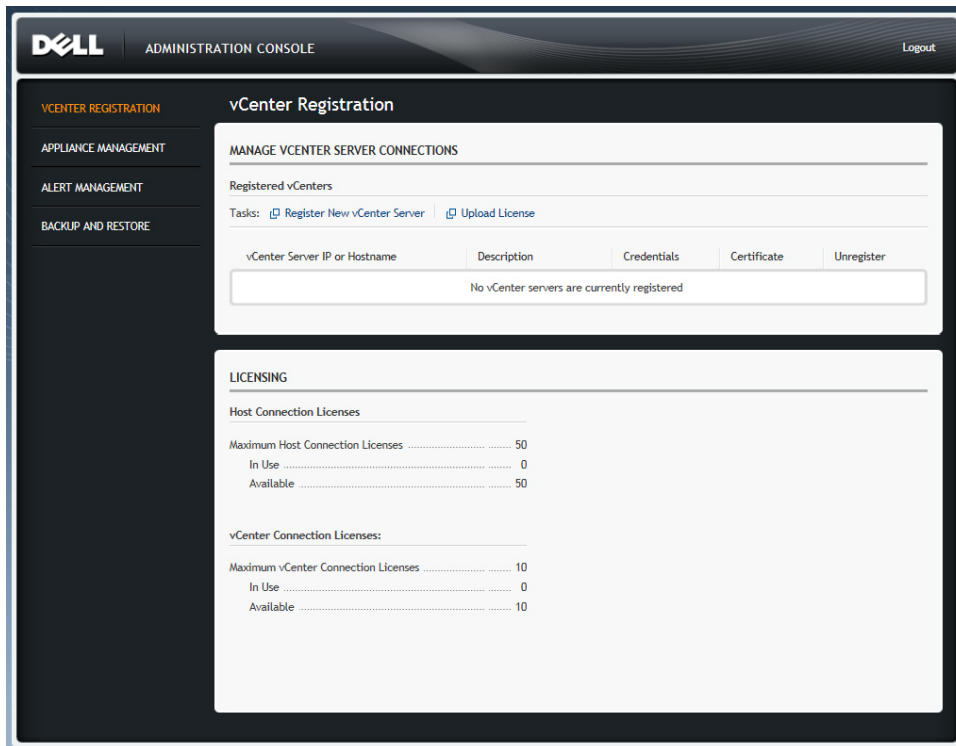 DELL ADMINISTRATION CONSOLE Logout
VCENTER REGISTRATION
APPLIANCE MANAGEMENT
ALERT MANAGEMENT
BACKUP AND RESTORE
vCenter Registration
MANAGE VCENTER SERVER CONNECTIONS
Registered vCenters
Tasks: Register New vCenter Server Upload License
vCenter Server IP or Hostname Description Credentials Certificate Unregister
No vCenter servers are currently registered
LICENSING
Host Connection Licenses
Maximum Host Connection Licenses 50
In Use 0
Available 50
vCenter Connection Licenses:
Maximum vCenter Connection Licenses 10
In Use 0
Available 10